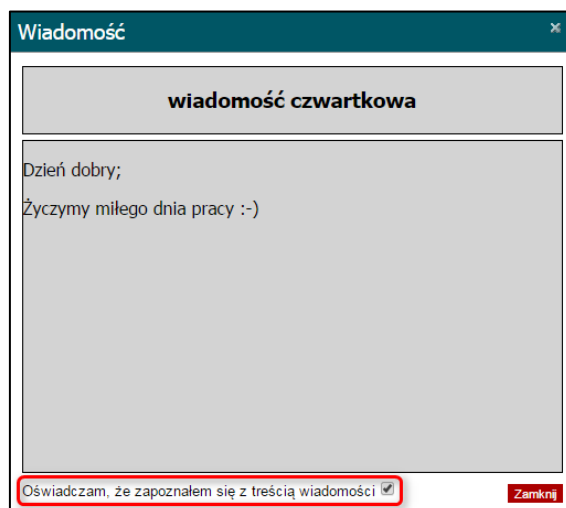 Wiadomość
wiadomość czwartkowa
Dzień dobry;
Życzymy miłego dnia pracy :-)
Oświadczam, że zapoznałem się z treścią wiadomości
Zamknij